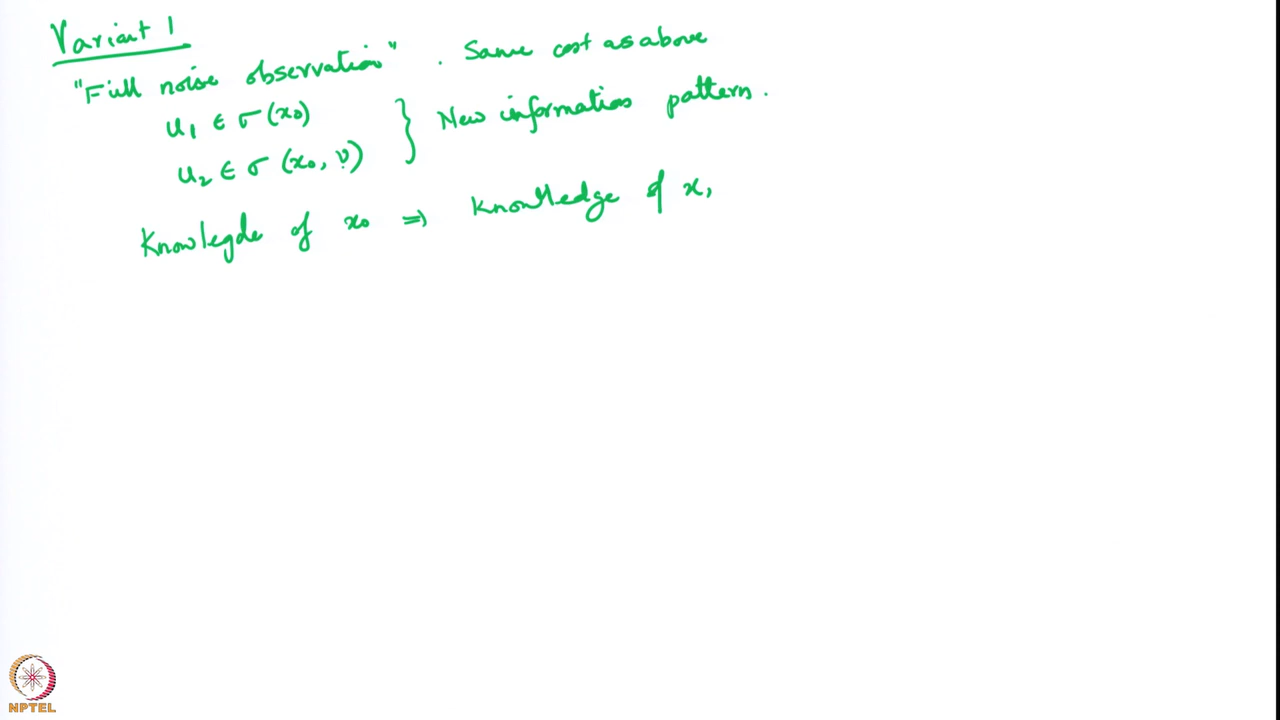 Variant 1
"Full noise observation" . Same cost as above
u₁ ∈ σ(x₀)
u₂ ∈ σ(x₀, ν) } New information pattern.
Knowlegde of x₀ ⇒ Knowledge of x₁
NPTEL